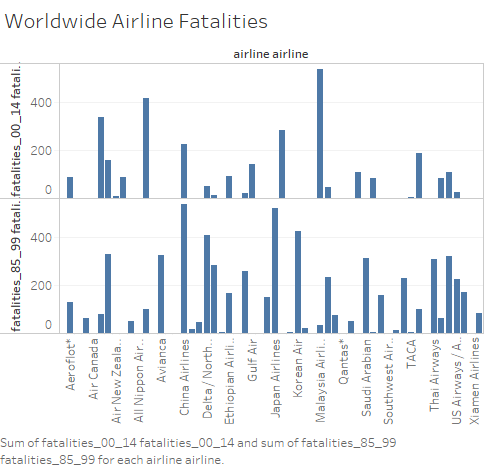 Worldwide Airline Fatalities
airline airline
fatalities_00_14 fatali..
400
200
0
fatalities_85_99 fatali..
400
200
0
Aeroflot*
Air Canada
Air New Zeala..
All Nippon Air..
Avianca
China Airlines
Delta / North..
Ethiopian Airli..
Gulf Air
Japan Airlines
Korean Air
Malaysia Airli..
Qantas*
Saudi Arabian
Southwest Air..
TACA
Thai Airways
US Airways / A..
Xiamen Airlines
Sum of fatalities_00_14 fatalities_00_14 and sum of fatalities_85_99
fatalities_85_99 for each airline airline.